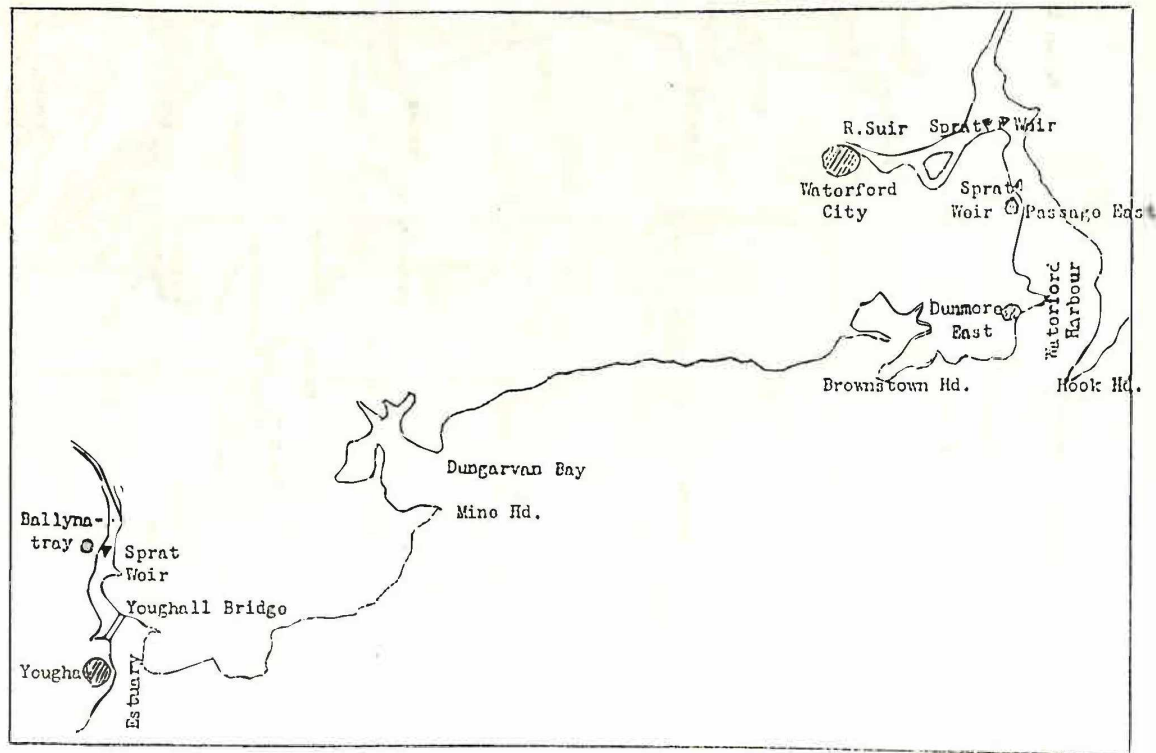 R.Suir
Sprat Weir
Waterford
City
Sprat
Weir
Passage East
Waterford
Harbour
Dunmore
East
Brownstown Hd.
Hook Hd.
Dungarvan Bay
Mine Hd.
Ballyna-
tray
Sprat
Weir
Youghall Bridge
Yougha
Estuary